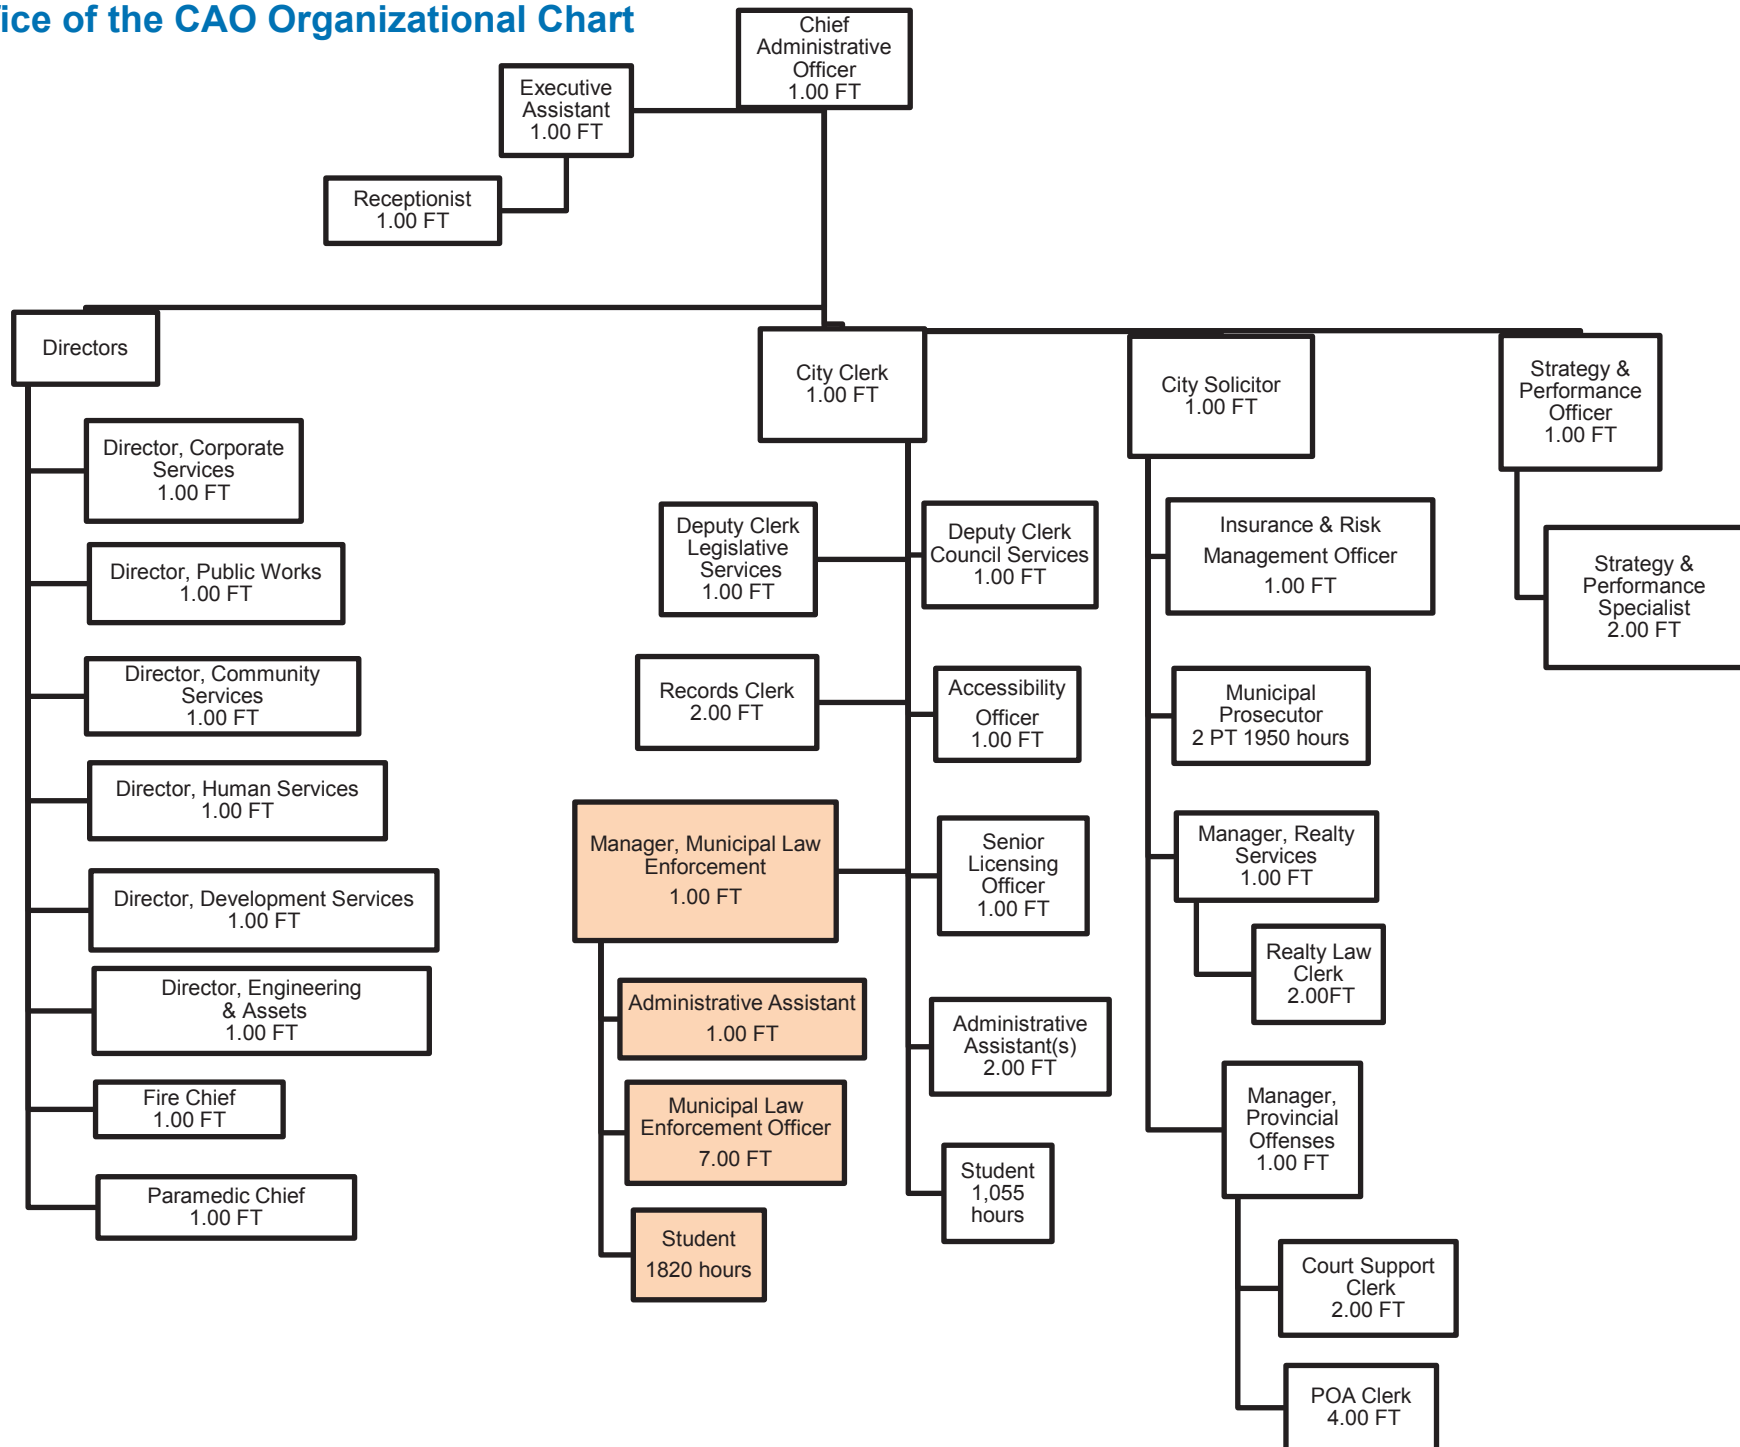 fice of the CAO Organizational Chart
Chief
Administrative
Officer
1.00 FT
Executive
Assistant
1.00 FT
Receptionist
1.00 FT
Directors
Director, Corporate
Services
1.00 FT
Director, Public Works
1.00 FT
Director, Community
Services
1.00 FT
Director, Human Services
1.00 FT
Director, Development Services
1.00 FT
Director, Engineering
& Assets
1.00 FT
Fire Chief
1.00 FT
Paramedic Chief
1.00 FT
City Clerk
1.00 FT
Deputy Clerk
Legislative
Services
1.00 FT
Deputy Clerk
Council Services
1.00 FT
Records Clerk
2.00 FT
Accessibility
Officer
1.00 FT
Manager, Municipal Law
Enforcement
1.00 FT
Administrative Assistant
1.00 FT
Municipal Law
Enforcement Officer
7.00 FT
Student
1820 hours
Senior
Licensing
Officer
1.00 FT
Administrative
Assistant(s)
2.00 FT
Student
1,055
hours
City Solicitor
1.00 FT
Insurance & Risk
Management Officer
1.00 FT
Municipal
Prosecutor
2 PT 1950 hours
Manager, Realty
Services
1.00 FT
Realty Law
Clerk
2.00FT
Manager,
Provincial
Offenses
1.00 FT
Court Support
Clerk
2.00 FT
POA Clerk
4.00 FT
Strategy &
Performance
Officer
1.00 FT
Strategy &
Performance
Specialist
2.00 FT